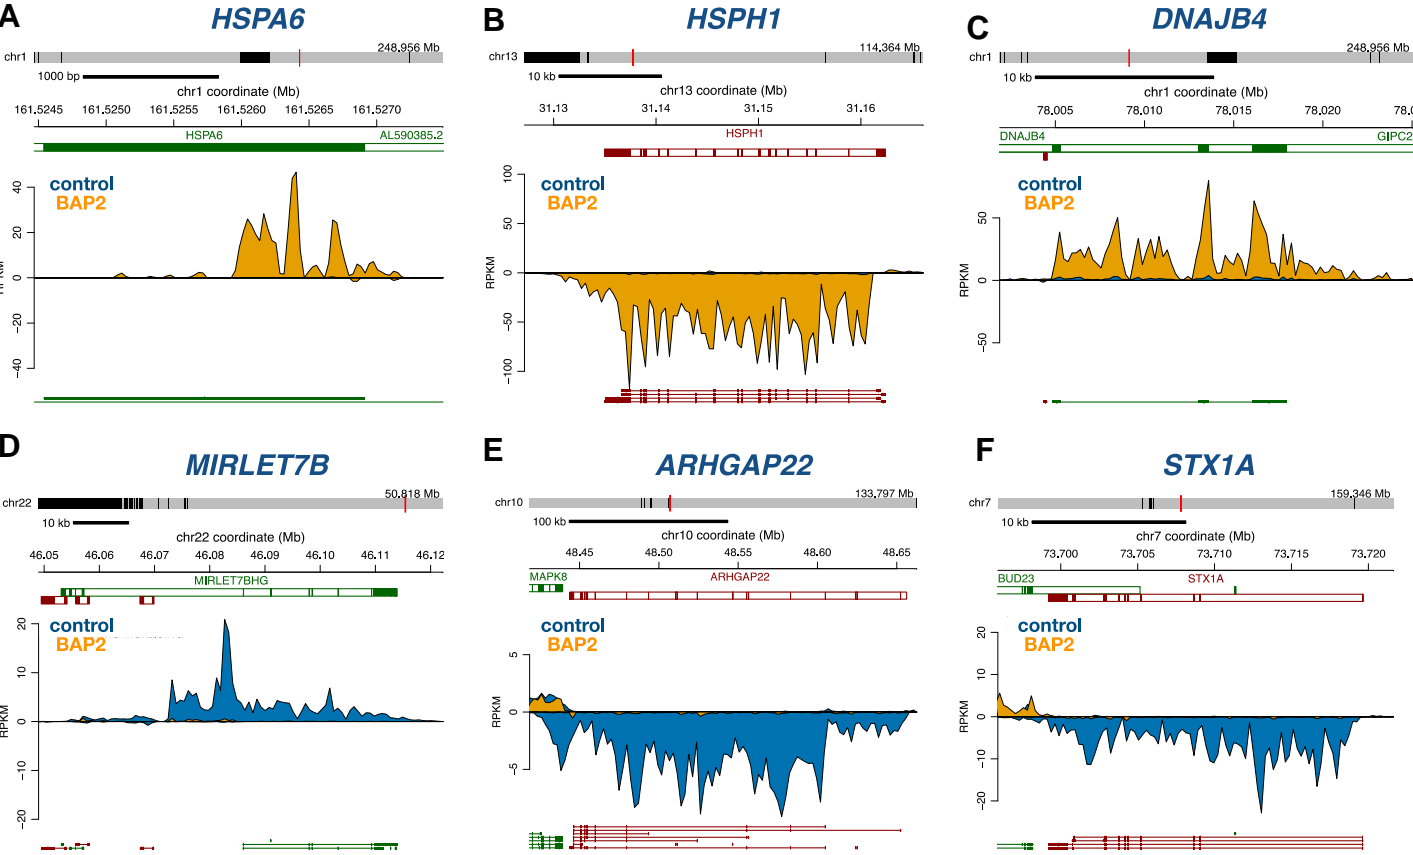 A
HSPA6
chr1
248,956 Mb
1000 bp
chr1 coordinate (Mb)
161.5245 161.5250 161.5255 161.5260 161.5265 161.5270
HSPA6 AL590385.2
control
BAP2
40
20
0
−20
−40
B
HSPH1
chr13
114,364 Mb
10 kb
chr13 coordinate (Mb)
31.13 31.14 31.15 31.16
HSPH1
control
BAP2
RPKM
100
50
0
−50
−100
C
DNAJB4
chr1
248,956 Mb
10 kb
chr1 coordinate (Mb)
78.005 78.010 78.015 78.020 78.0
DNAJB4 GIPC2
control
BAP2
RPKM
50
0
−50
D
MIRLET7B
chr22
50,818 Mb
10 kb
chr22 coordinate (Mb)
46.05 46.06 46.07 46.08 46.09 46.10 46.11 46.12
MIRLET7BHG
control
BAP2
RPKM
20
10
0
−10
−20
E
ARHGAP22
chr10
133,797 Mb
100 kb
chr10 coordinate (Mb)
48.45 48.50 48.55 48.60 48.65
MAPK8 ARHGAP22
control
BAP2
RPKM
5
0
−5
F
STX1A
chr7
159,346 Mb
10 kb
chr7 coordinate (Mb)
73.700 73.705 73.710 73.715 73.720
BUD23 STX1A
control
BAP2
RPKM
20
10
0
−10
−20